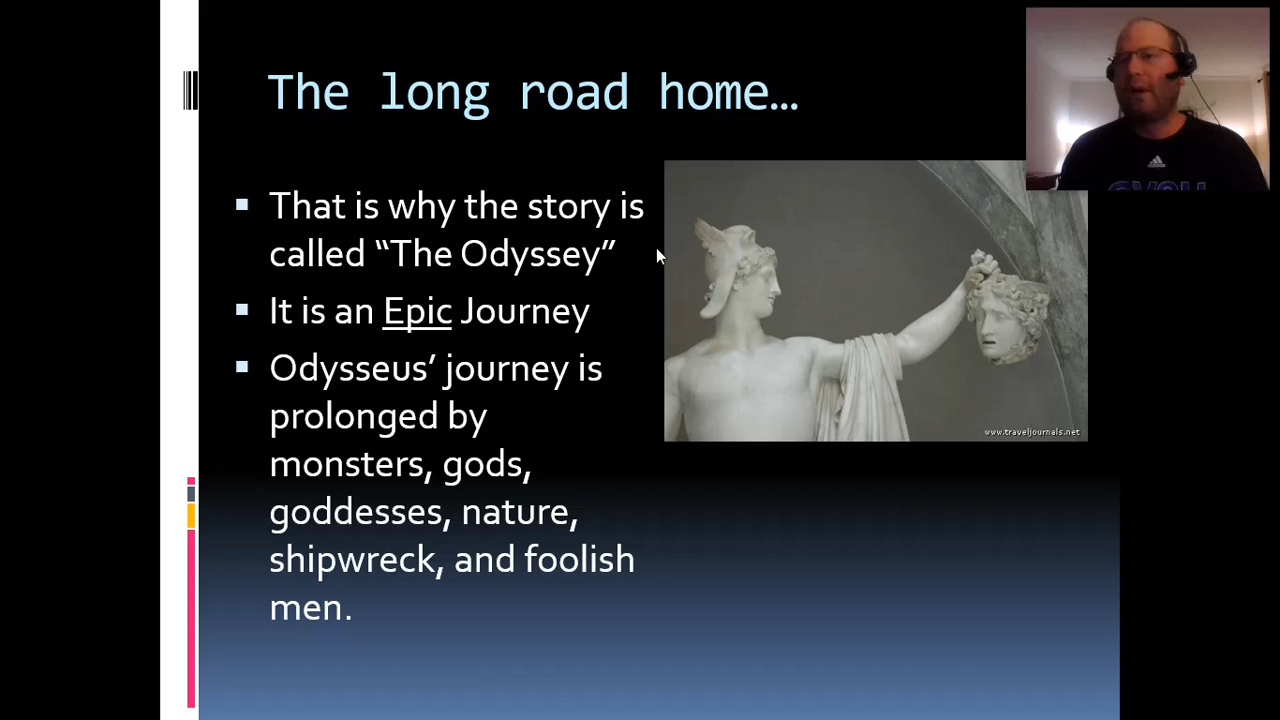 The long road home…
That is why the story is
called “The Odyssey”
It is an Epic Journey
Odysseus’ journey is
prolonged by
monsters, gods,
goddesses, nature,
shipwreck, and foolish
men.
www.traveljournals.net